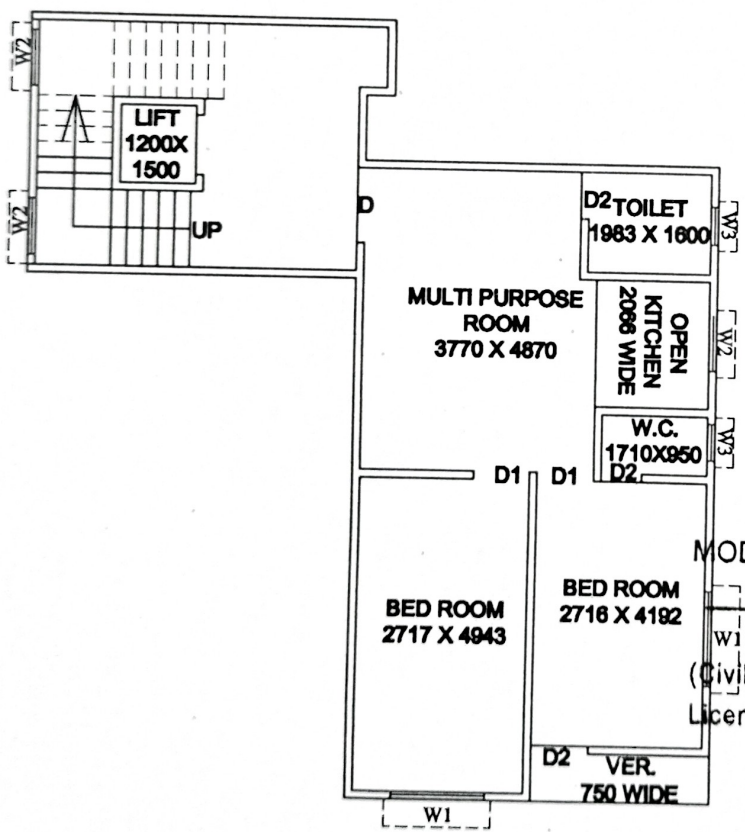 W2
LIFT
1200X
1500
W2
UP
D
D2
TOILET
1983 X 1600
W3
MULTI PURPOSE
ROOM
3770 X 4870
OPEN
KITCHEN
2066 WIDE
W2
W.C.
1710X950
W3
D1
D1
D2
MOD
BED ROOM
2717 X 4943
BED ROOM
2716 X 4192
W1
(Civil
Licen
D2
VER.
750 WIDE
W1